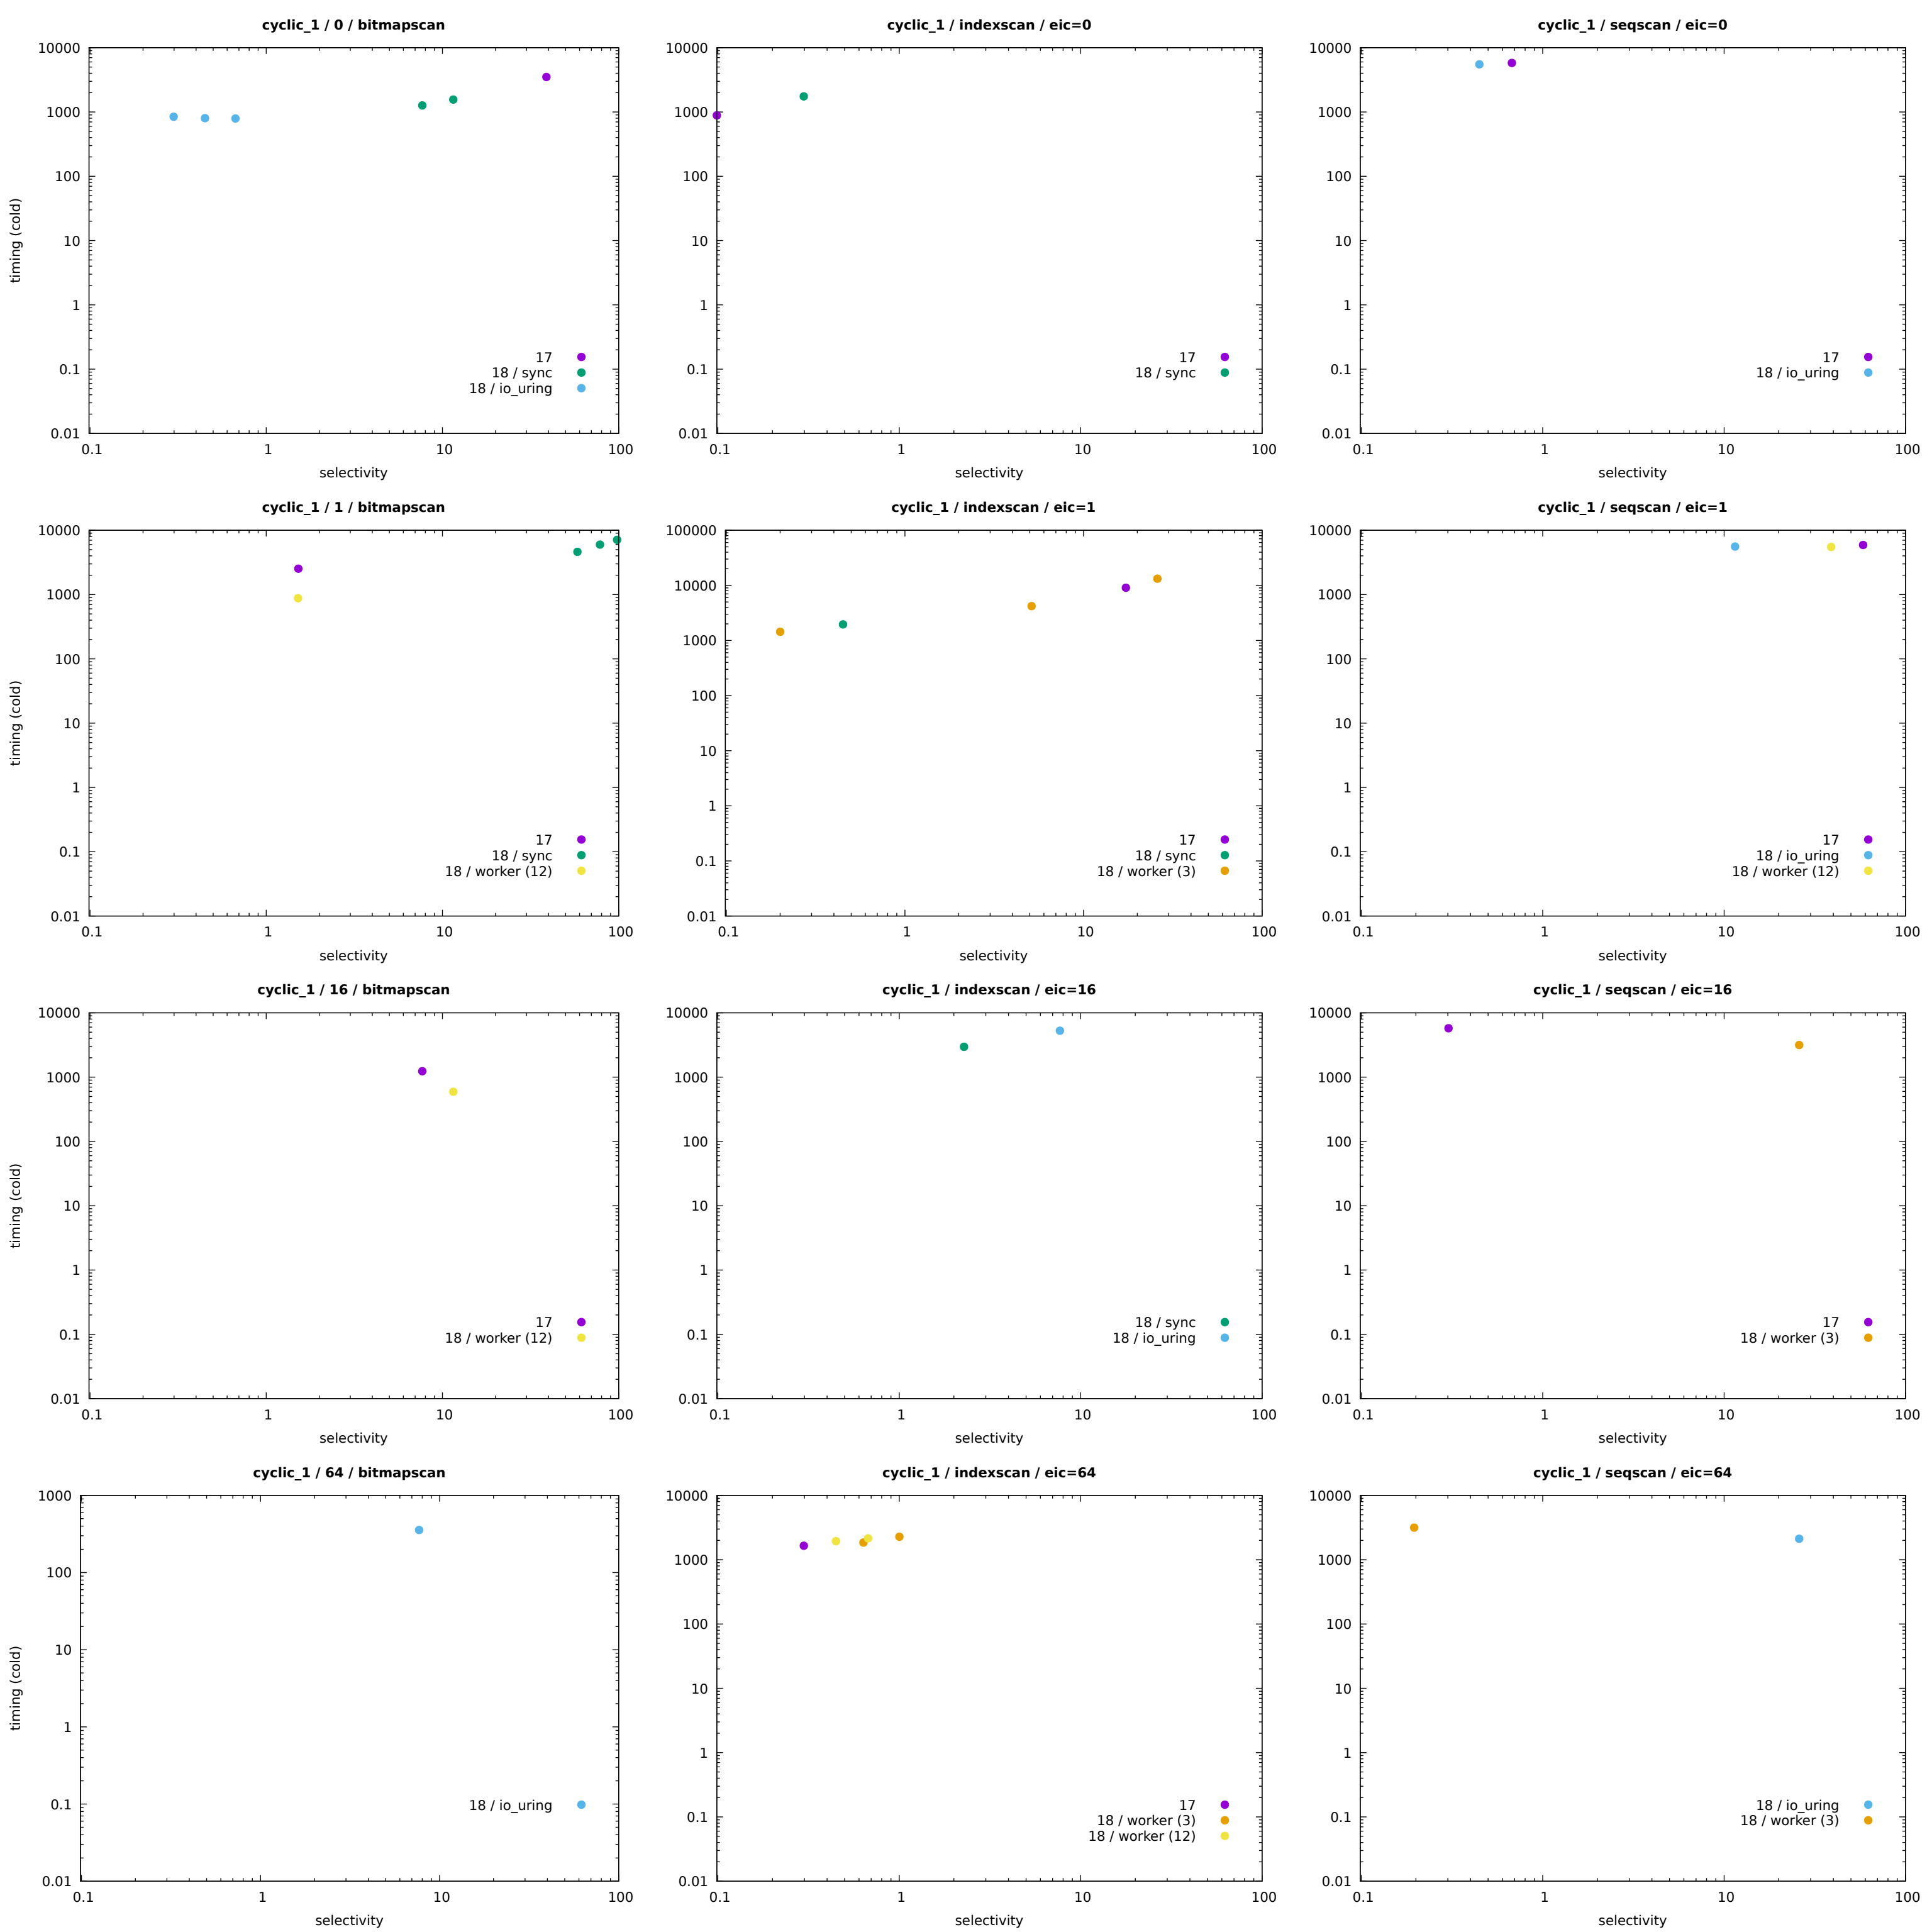 cyclic_1 / 0 / bitmapscan
10000
1000
100
10
1
0.1
0.01
timing (cold)
17
18 / sync
18 / io_uring
0.1 1 10 100
selectivity
cyclic_1 / indexscan / eic=0
10000
1000
100
10
1
0.1
0.01
17
18 / sync
0.1 1 10 100
selectivity
cyclic_1 / seqscan / eic=0
10000
1000
100
10
1
0.1
0.01
17
18 / io_uring
0.1 1 10 100
selectivity
cyclic_1 / 1 / bitmapscan
10000
1000
100
10
1
0.1
0.01
timing (cold)
17
18 / sync
18 / worker (12)
0.1 1 10 100
selectivity
cyclic_1 / indexscan / eic=1
100000
10000
1000
100
10
1
0.1
0.01
17
18 / sync
18 / worker (3)
0.1 1 10 100
selectivity
cyclic_1 / seqscan / eic=1
10000
1000
100
10
1
0.1
0.01
17
18 / io_uring
18 / worker (12)
0.1 1 10 100
selectivity
cyclic_1 / 16 / bitmapscan
10000
1000
100
10
1
0.1
0.01
timing (cold)
17
18 / worker (12)
0.1 1 10 100
selectivity
cyclic_1 / indexscan / eic=16
10000
1000
100
10
1
0.1
0.01
18 / sync
18 / io_uring
0.1 1 10 100
selectivity
cyclic_1 / seqscan / eic=16
10000
1000
100
10
1
0.1
0.01
17
18 / worker (3)
0.1 1 10 100
selectivity
cyclic_1 / 64 / bitmapscan
1000
100
10
1
0.1
0.01
timing (cold)
18 / io_uring
0.1 1 10 100
selectivity
cyclic_1 / indexscan / eic=64
10000
1000
100
10
1
0.1
0.01
17
18 / worker (3)
18 / worker (12)
0.1 1 10 100
selectivity
cyclic_1 / seqscan / eic=64
10000
1000
100
10
1
0.1
0.01
18 / io_uring
18 / worker (3)
0.1 1 10 100
selectivity